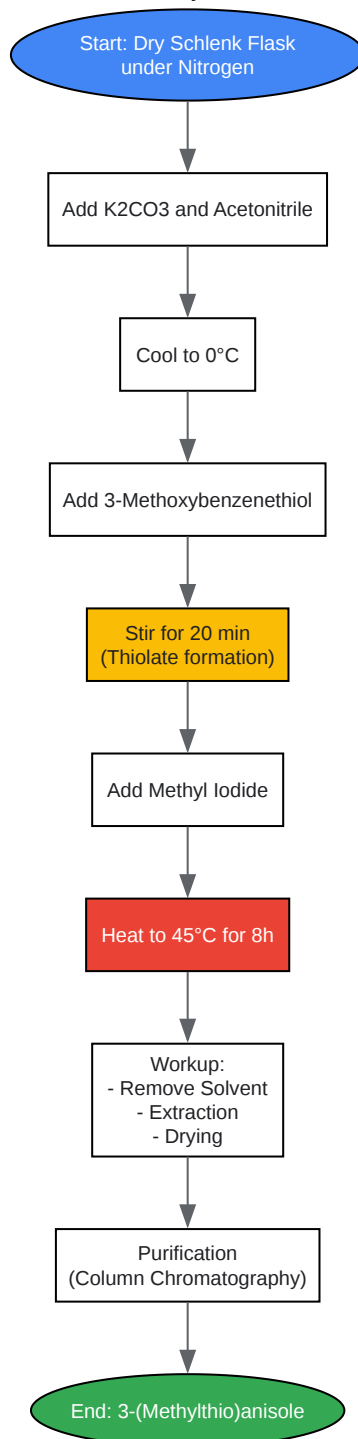 Start: Dry Schlenk Flask
under Nitrogen
Add K2CO3 and Acetonitrile
Cool to 0°C
Add 3-Methoxybenzenethiol
Stir for 20 min
(Thiolate formation)
Add Methyl Iodide
Heat to 45°C for 8h
Workup:
- Remove Solvent
- Extraction
- Drying
Purification
(Column Chromatography)
End: 3-(Methylthio)anisole